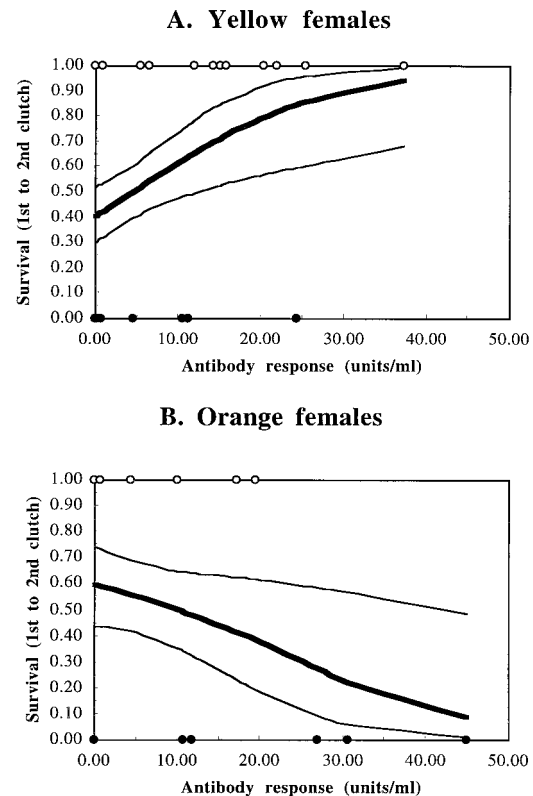 A. Yellow females
1.00
0.90
0.80
0.70
0.60
0.50
0.40
0.30
0.20
0.10
0.00
Survival (1st to 2nd clutch)
0.00 10.00 20.00 30.00 40.00 50.00
Antibody response (units/ml)
B. Orange females
1.00
0.90
0.80
0.70
0.60
0.50
0.40
0.30
0.20
0.10
0.00
Survival (1st to 2nd clutch)
0.00 10.00 20.00 30.00 40.00 50.00
Antibody response (units/ml)